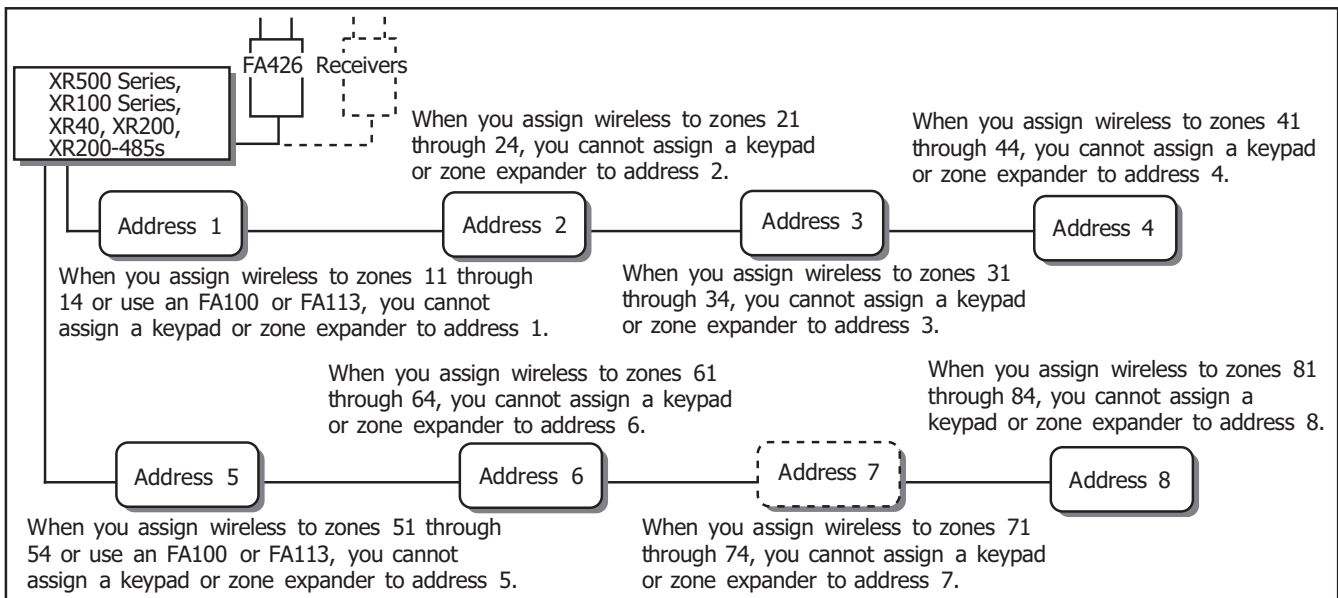 FA426 Receivers
XR500 Series,
XR100 Series,
XR40, XR200,
XR200-485s
When you assign wireless to zones 21
through 24, you cannot assign a keypad
or zone expander to address 2.
When you assign wireless to zones 41
through 44, you cannot assign a keypad
or zone expander to address 4.
Address 1
Address 2
Address 3
Address 4
When you assign wireless to zones 11 through
14 or use an FA100 or FA113, you cannot
assign a keypad or zone expander to address 1.
When you assign wireless to zones 31
through 34, you cannot assign a keypad
or zone expander to address 3.
When you assign wireless to zones 61
through 64, you cannot assign a keypad
or zone expander to address 6.
When you assign wireless to zones 81
through 84, you cannot assign a
keypad or zone expander to address 8.
Address 5
Address 6
Address 7
Address 8
When you assign wireless to zones 51 through
54 or use an FA100 or FA113, you cannot
assign a keypad or zone expander to address 5.
When you assign wireless to zones 71
through 74, you cannot assign a keypad
or zone expander to address 7.